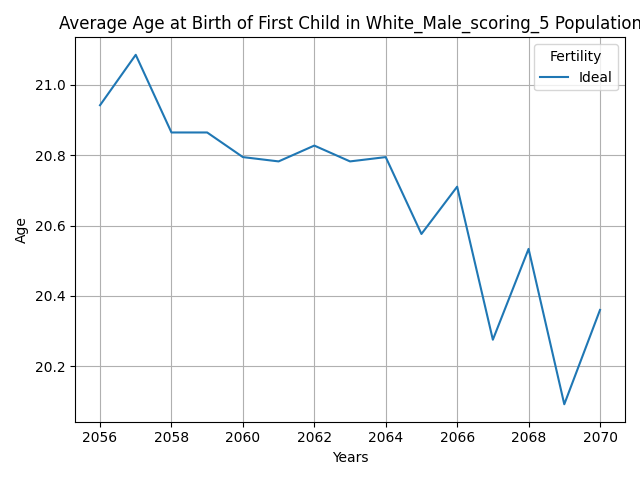 Average Age at Birth of First Child in White_Male_scoring_5 Population
Fertility
Ideal
21.0
20.8
20.6
20.4
20.2
Age
2056 2058 2060 2062 2064 2066 2068 2070
Years